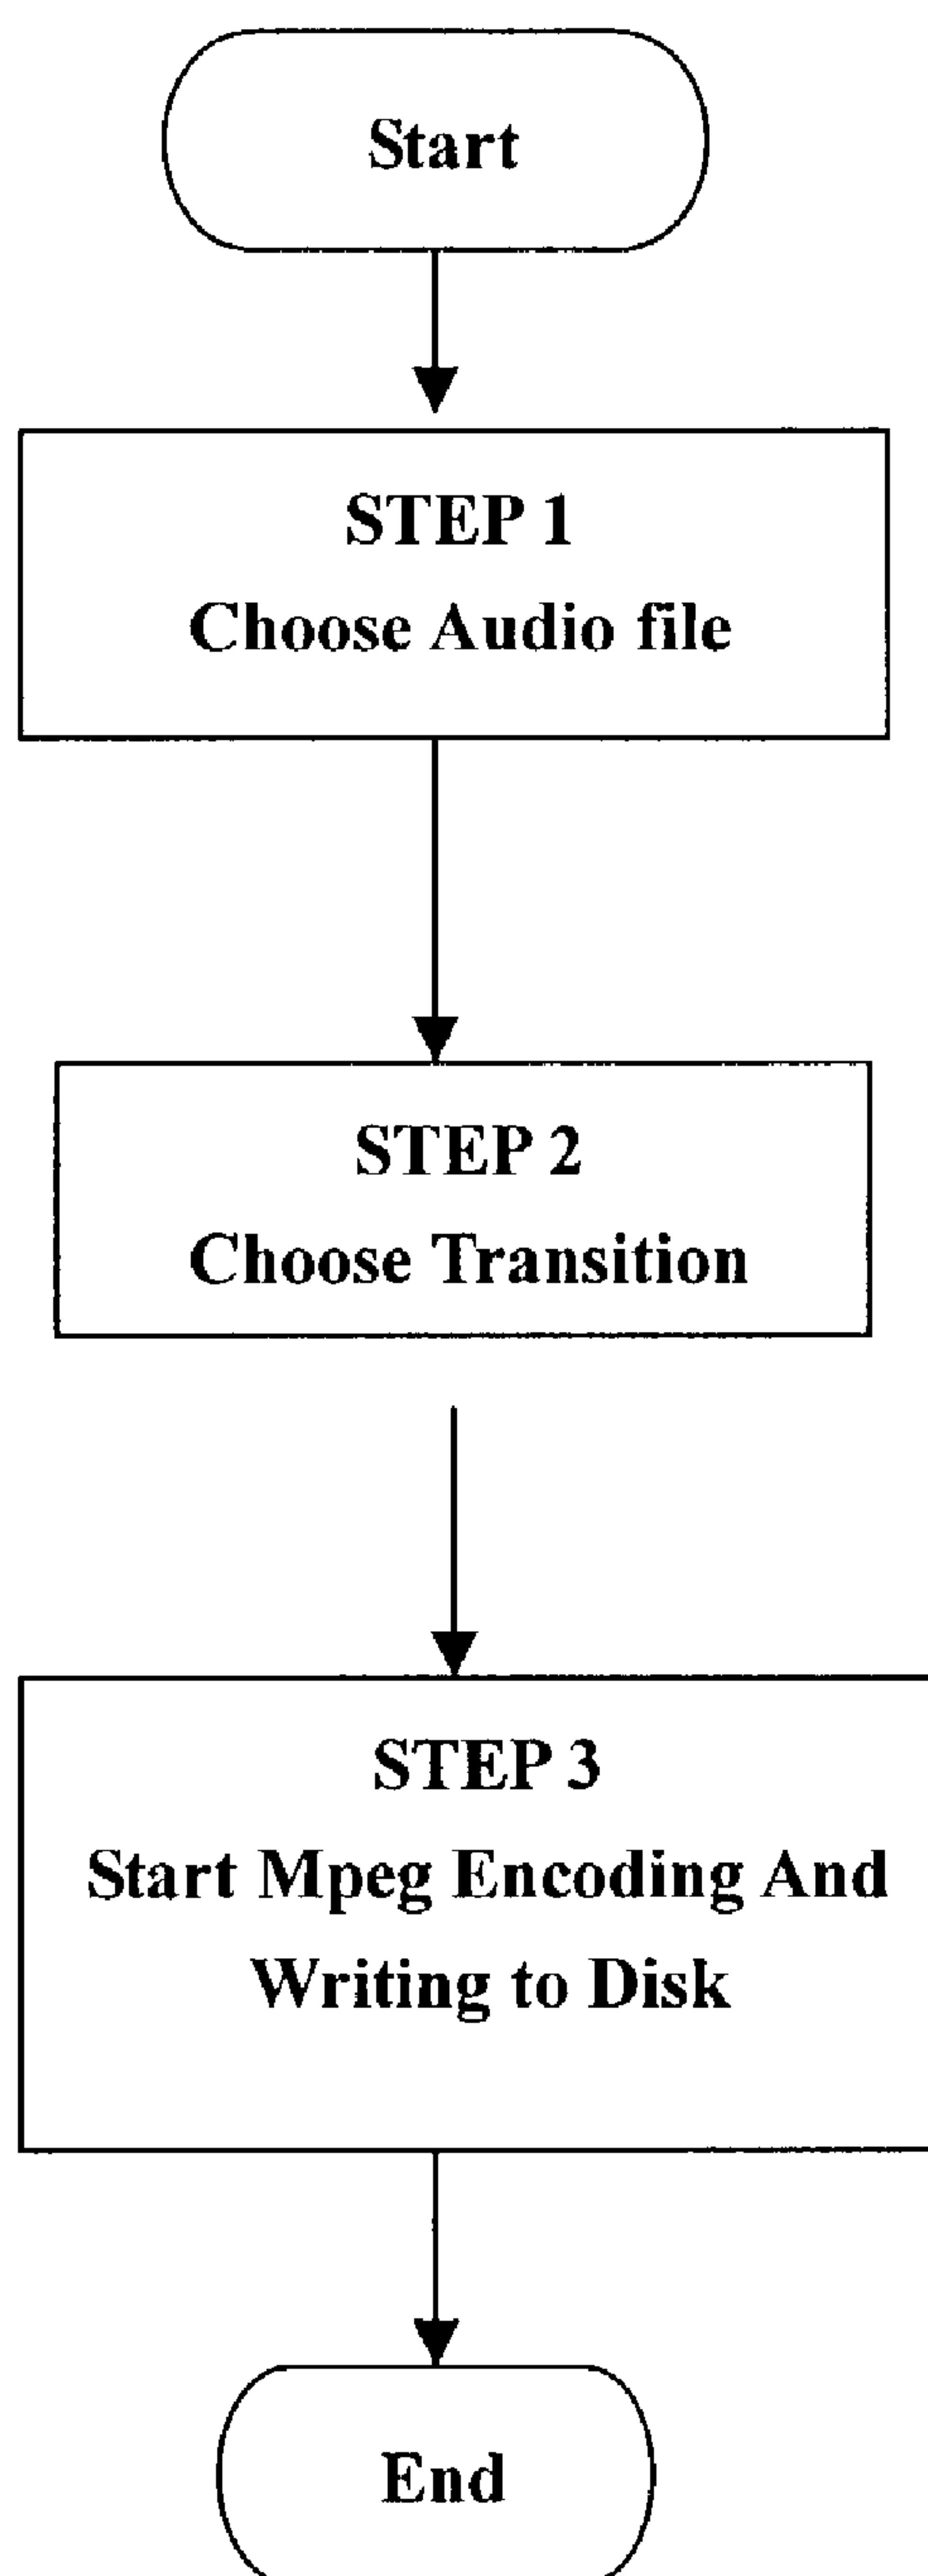 Start
STEP 1
Choose Audio file
STEP 2
Choose Transition
STEP 3
Start Mpeg Encoding And
Writing to Disk
End